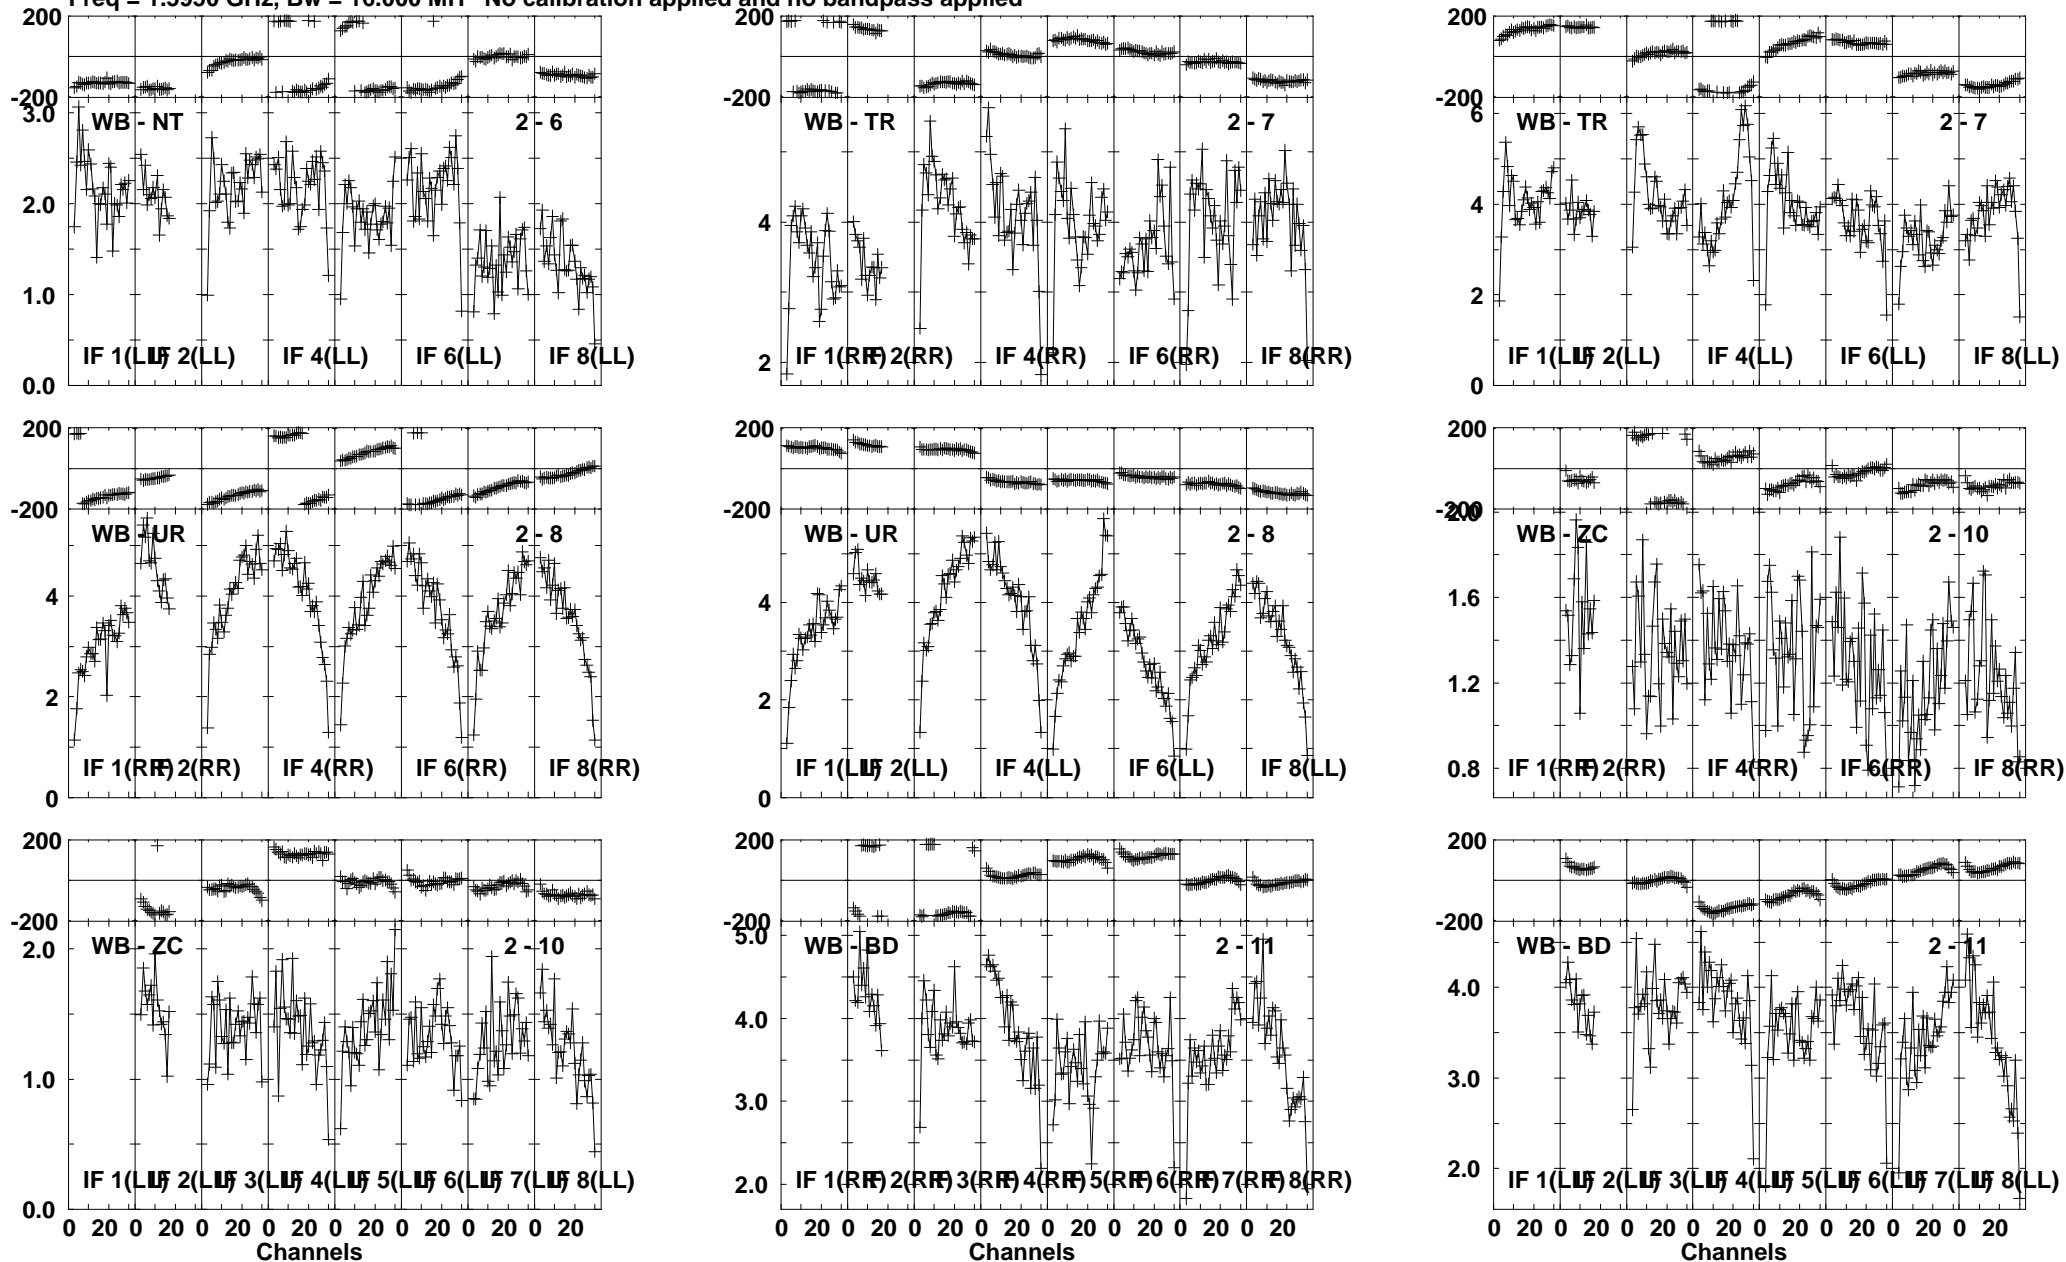 Freq = 1.5950 GHz, Bw = 16.000 MH No calibration applied and no bandpass applied
200
-200
3.0
2.0
1.0
0.0
WB - NT 2 - 6
IF 1(LL) IF 2(LL) IF 4(LL) IF 6(LL) IF 8(LL)
200
-200
4
2
WB - TR 2 - 7
IF 1(RR) IF 2(RR) IF 4(RR) IF 6(RR) IF 8(RR)
200
-200
6
4
2
0
WB - TR 2 - 7
IF 1(LL) IF 2(LL) IF 4(LL) IF 6(LL) IF 8(LL)
200
-200
4
2
0
WB - UR 2 - 8
IF 1(RR) IF 2(RR) IF 4(RR) IF 6(RR) IF 8(RR)
200
-200
4
2
0
WB - UR 2 - 8
IF 1(LL) IF 2(LL) IF 4(LL) IF 6(LL) IF 8(LL)
200
-200
2.0
1.6
1.2
0.8
WB - ZC 2 - 10
IF 1(RR) IF 2(RR) IF 4(RR) IF 6(RR) IF 8(RR)
200
-200
2.0
1.0
0.0
WB - ZC 2 - 10
IF 1(LL) IF 2(LL) IF 3(LL) IF 4(LL) IF 5(LL) IF 6(LL) IF 7(LL) IF 8(LL)
0 20 0 20 0 20 0 20 0 20 0 20 0 20 0 20
Channels
200
-200
5.0
4.0
3.0
2.0
WB - BD 2 - 11
IF 1(RR) IF 2(RR) IF 3(RR) IF 4(RR) IF 5(RR) IF 6(RR) IF 7(RR) IF 8(RR)
0 20 0 20 0 20 0 20 0 20 0 20 0 20 0 20
200
-200
4.0
3.0
2.0
WB - BD 2 - 11
IF 1(LL) IF 2(LL) IF 3(LL) IF 4(LL) IF 5(LL) IF 6(LL) IF 7(LL) IF 8(LL)
0 20 0 20 0 20 0 20 0 20 0 20 0 20 0 20
Channels